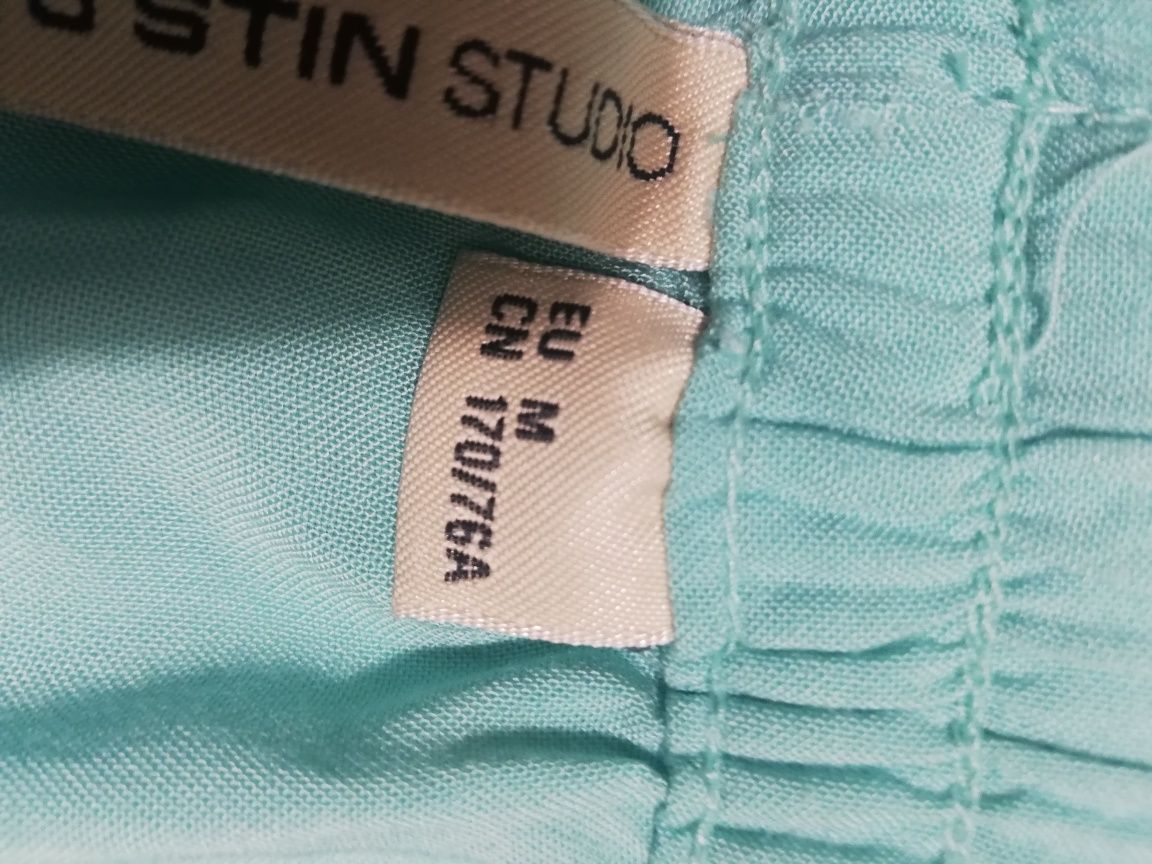 STIN STUDIO
EU M
CN 170/76A